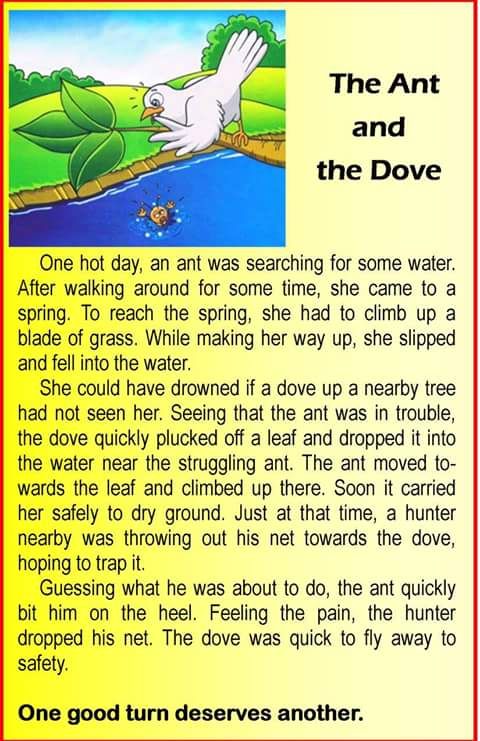 The Ant
and
the Dove
One hot day, an ant was searching for some water.
After walking around for some time, she came to a
spring. To reach the spring, she had to climb up a
blade of grass. While making her way up, she slipped
and fell into the water.
She could have drowned if a dove up a nearby tree
had not seen her. Seeing that the ant was in trouble,
the dove quickly plucked off a leaf and dropped it into
the water near the struggling ant. The ant moved to-
wards the leaf and climbed up there. Soon it carried
her safely to dry ground. Just at that time, a hunter
nearby was throwing out his net towards the dove,
hoping to trap it.
Guessing what he was about to do, the ant quickly
bit him on the heel. Feeling the pain, the hunter
dropped his net. The dove was quick to fly away to
safety.
One good turn deserves another.